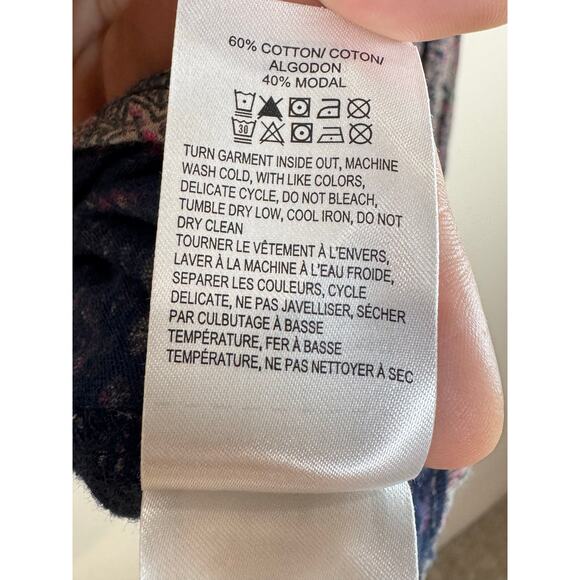 60% COTTON/ COTON/
ALGODON
40% MODAL
30
TURN GARMENT INSIDE OUT, MACHINE
WASH COLD, WITH LIKE COLORS,
DELICATE CYCLE, DO NOT BLEACH,
TUMBLE DRY LOW, COOL IRON, DO NOT
DRY CLEAN
TOURNER LE VÊTEMENT À L'ENVERS,
LAVER À LA MACHINE À L'EAU FROIDE,
SEPARER LES COULEURS, CYCLE
DELICATE, NE PAS JAVELLISER, SÉCHER
PAR CULBUTAGE À BASSE
TEMPÉRATURE, FER À BASSE
TEMPÉRATURE, NE PAS NETTOYER À SEC